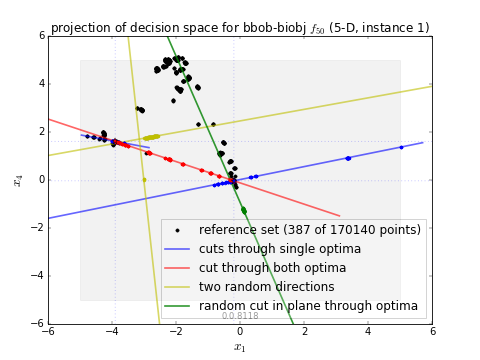 projection of decision space for bbob-biobj f50 (5-D, instance 1)
6
4
2
0
−2
−4
−6
x4
reference set (387 of 170140 points)
cuts through single optima
cut through both optima
two random directions
random cut in plane through optima
0.0.8118
−6 −4 −2 0 2 4 6
x1